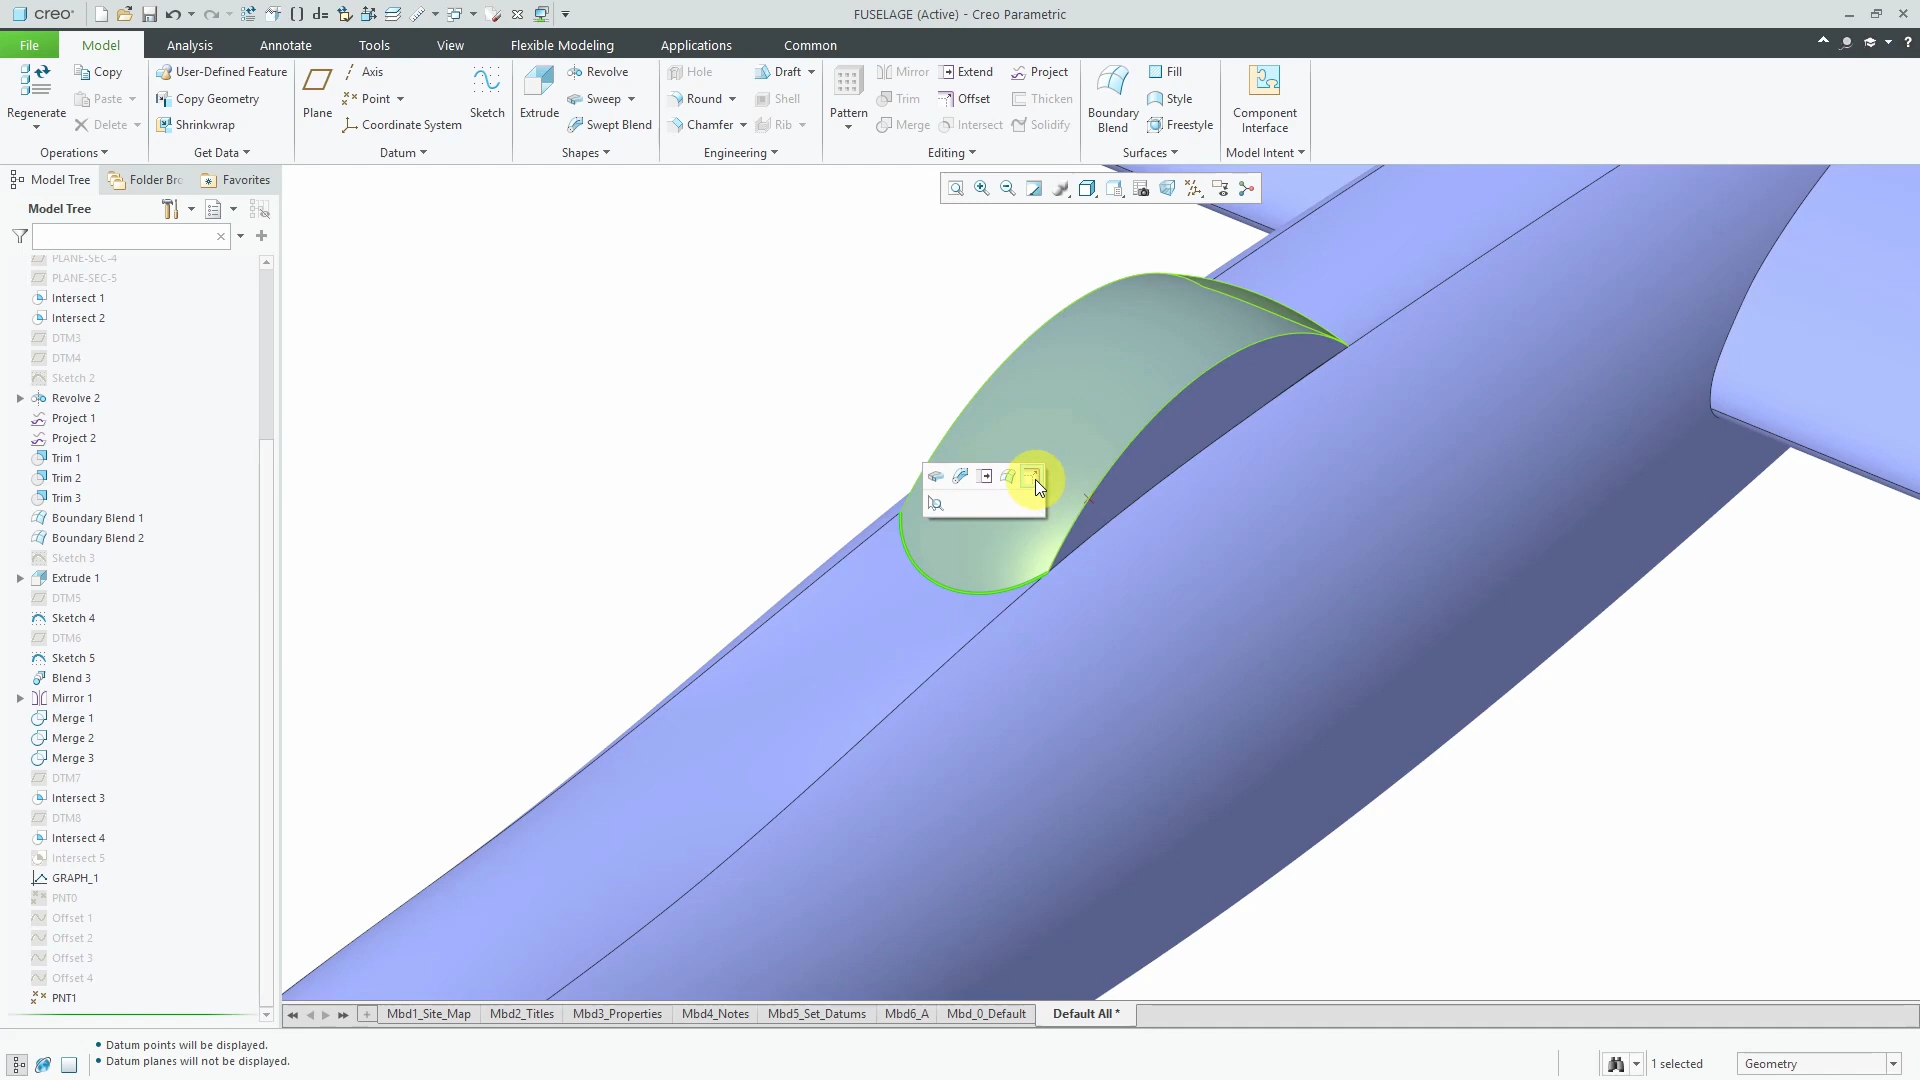 creo
FUSELAGE (Active) - Creo Parametric
File Model Analysis Annotate Tools View Flexible Modeling Applications Common
Regenerate
Copy
Paste
Delete
Operations
User-Defined Feature
Copy Geometry
Shrinkwrap
Get Data
Plane
Axis
Point
Coordinate System
Sketch
Datum
Extrude
Revolve
Sweep
Swept Blend
Shapes
Hole
Round
Chamfer
Draft
Shell
Rib
Engineering
Pattern
Mirror
Trim
Merge
Extend
Offset
Intersect
Project
Thicken
Solidify
Editing
Boundary
Blend
Fill
Style
Freestyle
Surfaces
Component
Interface
Model Intent
Model Tree Folder Bro Favorites
Model Tree
PLANE-SEC-4
PLANE-SEC-5
Intersect 1
Intersect 2
DTM3
DTM4
Sketch 2
Revolve 2
Project 1
Project 2
Trim 1
Trim 2
Trim 3
Boundary Blend 1
Boundary Blend 2
Sketch 3
Extrude 1
DTM5
Sketch 4
DTM6
Sketch 5
Blend 3
Mirror 1
Merge 1
Merge 2
Merge 3
DTM7
Intersect 3
DTM8
Intersect 4
Intersect 5
GRAPH_1
PNT0
Offset 1
Offset 2
Offset 3
Offset 4
PNT1
Mbd1_Site_Map Mbd2_Titles Mbd3_Properties Mbd4_Notes Mbd5_Set_Datums Mbd6_A Mbd_0_Default Default All *
• Datum points will be displayed.
• Datum planes will not be displayed.
1 selected
Geometry